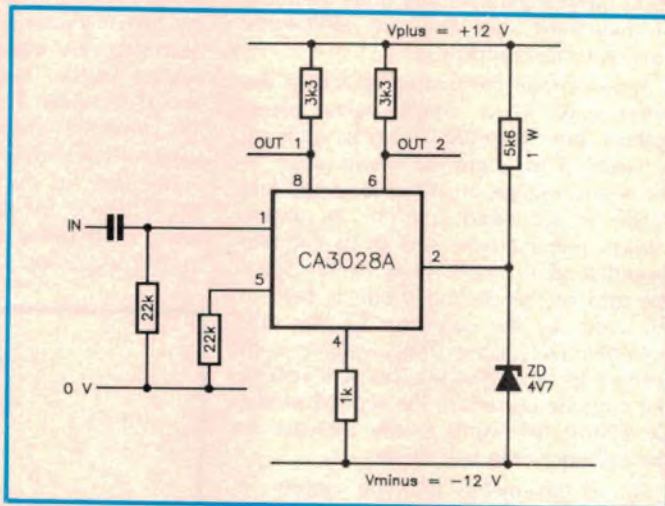 Vplus = +12 V
3k3
3k3
5k6
1 W
OUT 1
OUT 2
8
6
IN
1
CA3028A
2
5
22k
22k
4
1k
ZD
4V7
0 V
Vminus = -12 V